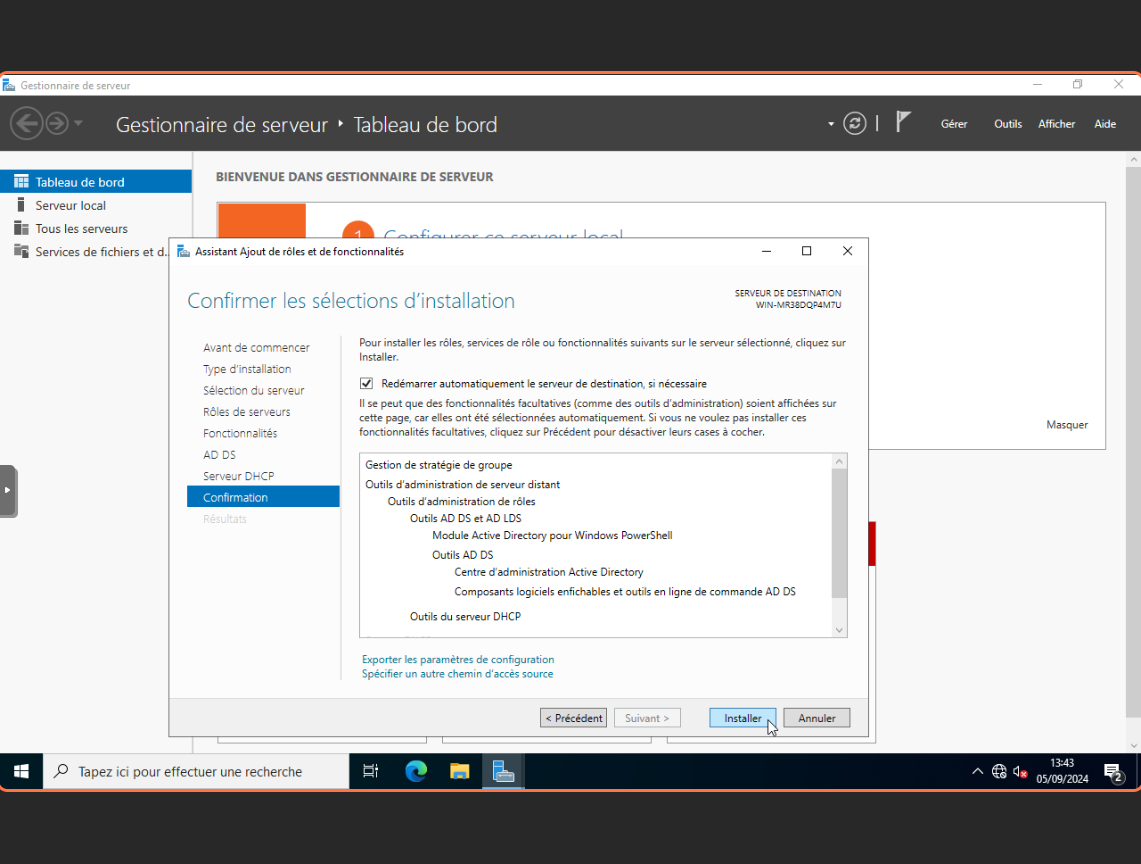 Gestionnaire de serveur
Gestionnaire de serveur ‣ Tableau de bord
Gérer Outils Afficher Aide
Tableau de bord
Serveur local
Tous les serveurs
Services de fichiers et d...
BIENVENUE DANS GESTIONNAIRE DE SERVEUR
1 Configurer ce serveur local
Masquer
Assistant Ajout de rôles et de fonctionnalités
Confirmer les sélections d'installation
SERVEUR DE DESTINATION
WIN-MR38DQP4M7U
Avant de commencer
Type d'installation
Sélection du serveur
Rôles de serveurs
Fonctionnalités
AD DS
Serveur DHCP
Confirmation
Résultats
Pour installer les rôles, services de rôle ou fonctionnalités suivants sur le serveur sélectionné, cliquez sur
Installer.
Redémarrer automatiquement le serveur de destination, si nécessaire
Il se peut que des fonctionnalités facultatives (comme des outils d'administration) soient affichées sur
cette page, car elles ont été sélectionnées automatiquement. Si vous ne voulez pas installer ces
fonctionnalités facultatives, cliquez sur Précédent pour désactiver leurs cases à cocher.
Gestion de stratégie de groupe
Outils d'administration de serveur distant
Outils d'administration de rôles
Outils AD DS et AD LDS
Module Active Directory pour Windows PowerShell
Outils AD DS
Centre d'administration Active Directory
Composants logiciels enfichables et outils en ligne de commande AD DS
Outils du serveur DHCP
Exporter les paramètres de configuration
Spécifier un autre chemin d'accès source
< Précédent Suivant > Installer Annuler
Tapez ici pour effectuer une recherche
13:43
05/09/2024
2